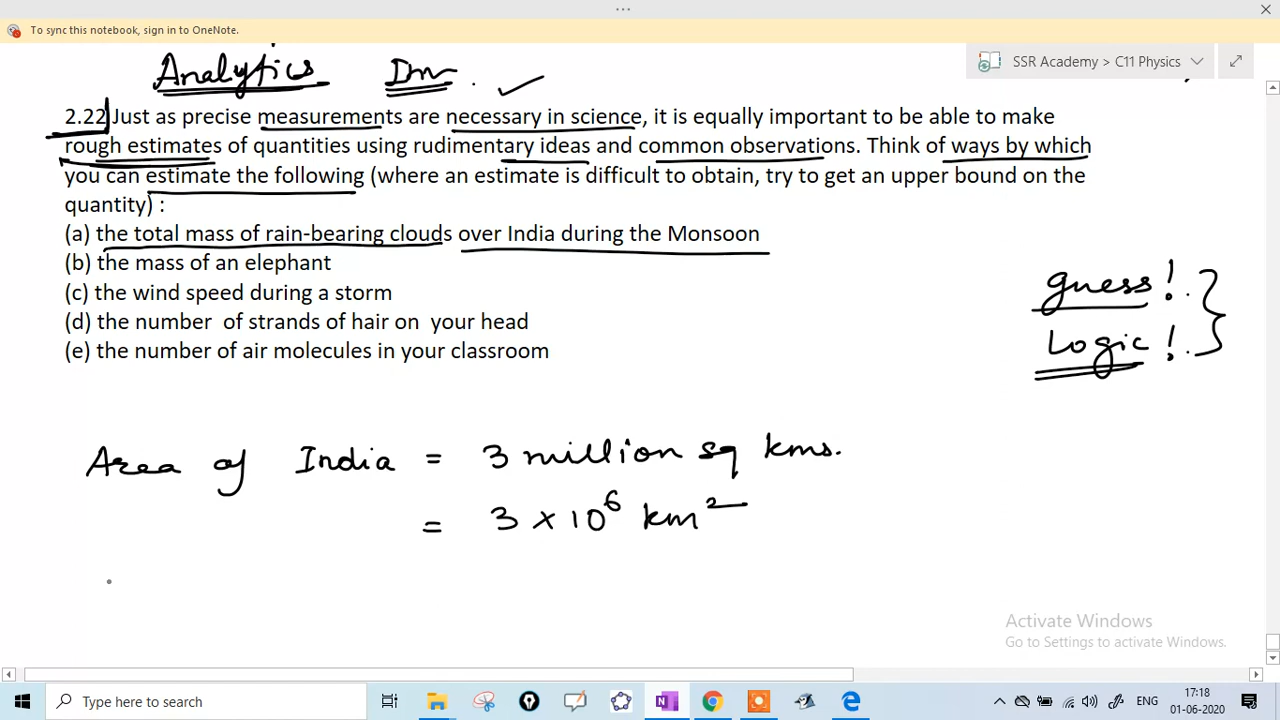 To sync this notebook, sign in to OneNote.
SSR Academy > C11 Physics
Analytics Dm.
2.22 Just as precise measurements are necessary in science, it is equally important to be able to make
rough estimates of quantities using rudimentary ideas and common observations. Think of ways by which
you can estimate the following (where an estimate is difficult to obtain, try to get an upper bound on the
quantity) :
(a) the total mass of rain-bearing clouds over India during the Monsoon
(b) the mass of an elephant
(c) the wind speed during a storm
(d) the number of strands of hair on your head
(e) the number of air molecules in your classroom
guess!
Logic!
Area of India = 3 million sq kms.
= 3 × 10⁶ km²
Activate Windows
Go to Settings to activate Windows.
Type here to search
ENG
17:18
01-06-2020